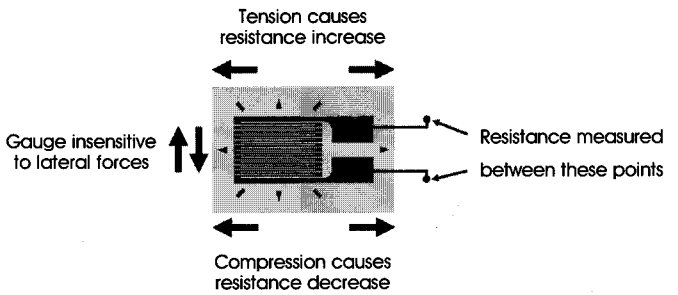 Tension causes
resistance increase
Gauge insensitive
to lateral forces
Resistance measured
between these points
Compression causes
resistance decrease